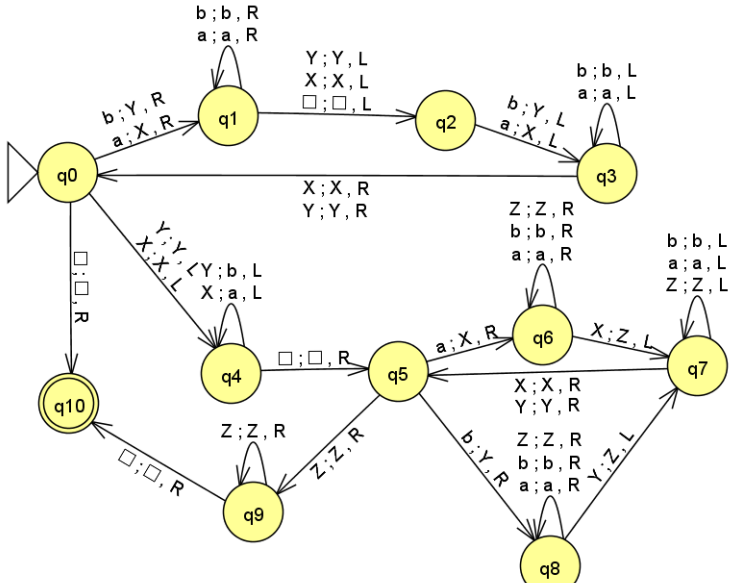 b ; b , R
a ; a , R
Y ; Y , L
X ; X , L
□ ; □ , L
b ; b , L
a ; a , L
b ; Y , R
a ; X , R
q1
q2
b ; Y , L
a ; X , L
q0
q3
X ; X , R
Y ; Y , R
Z ; Z , R
b ; b , R
a ; a , R
Y ; Y , L
X ; X , L
Y ; b , L
X ; a , L
b ; b , L
a ; a , L
Z ; Z , L
□ ; □ , R
q6
a ; X , R
X ; Z , L
□ ; □ , R
q4
q5
q7
X ; X , R
Y ; Y , R
q10
Z ; Z , R
Z ; Z , R
b ; Y , R
Z ; Z , R
b ; b , R
a ; a , R
Y ; Z , L
□ ; □ , R
q9
q8